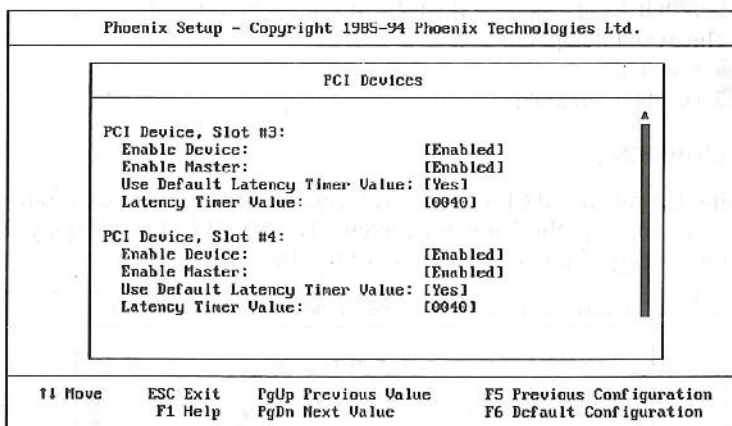 Phoenix Setup - Copyright 1985-94 Phoenix Technologies Ltd.
PCI Devices
PCI Device, Slot #3:
Enable Device: [Enabled]
Enable Master: [Enabled]
Use Default Latency Timer Value: [Yes]
Latency Timer Value: [0040]
PCI Device, Slot #4:
Enable Device: [Enabled]
Enable Master: [Enabled]
Use Default Latency Timer Value: [Yes]
Latency Timer Value: [0040]
↑↓ Move ESC Exit PgUp Previous Value F5 Previous Configuration
F1 Help PgDn Next Value F6 Default Configuration